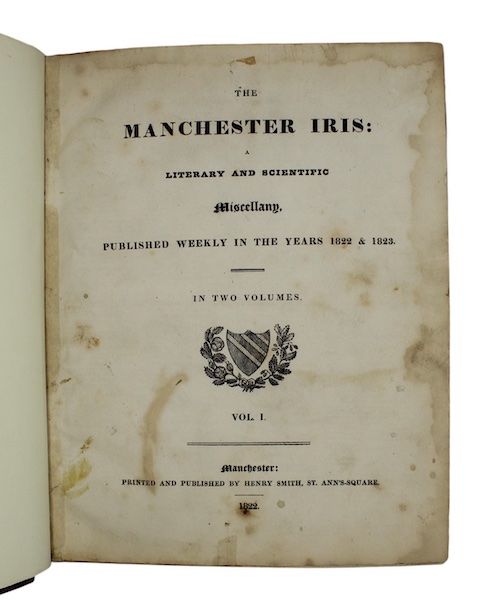 THE
MANCHESTER IRIS:
A
LITERARY AND SCIENTIFIC
Miscellany,
PUBLISHED WEEKLY IN THE YEARS 1822 & 1823.
IN TWO VOLUMES.
VOL. I.
Manchester:
PRINTED AND PUBLISHED BY HENRY SMITH, ST. ANN'S-SQUARE.
1822.